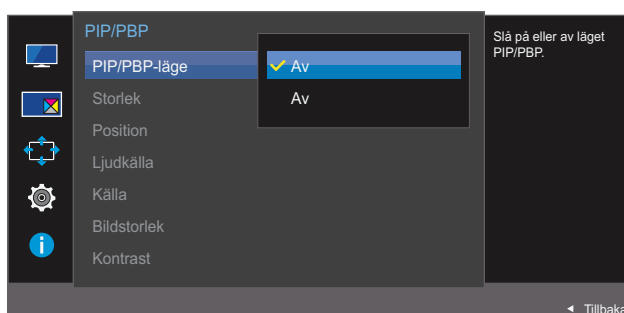 PIP/PBP
PIP/PBP-läge
Av
Slå på eller av läget
PIP/PBP.
Storlek
Av
Position
Ljudkälla
Källa
Bildstorlek
Kontrast
Tillbaka